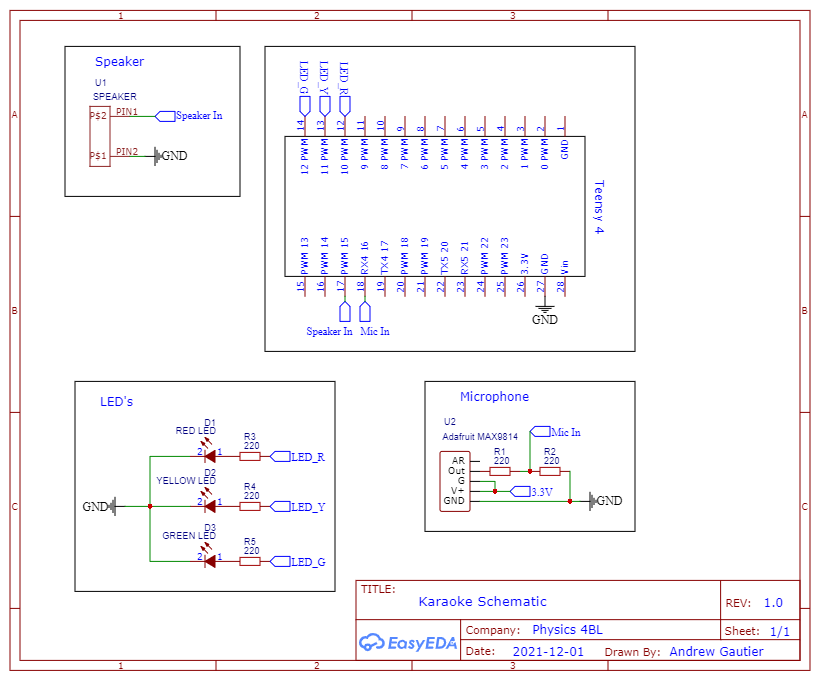 1 2 3
A A
B B
C C
Speaker
U1
SPEAKER
P$2 PIN1 Speaker In
P$1 PIN2 GND
LED_G LED_Y LED_R
14 13 12 11 10 9 8 7 6 5 4 3 2 1
12 PWM 11 PWM 10 PWM 9 PWM 8 PWM 7 PWM 6 PWM 5 PWM 4 PWM 3 PWM 2 PWM 1 PWM 0 PWM GND
Teensy 4
PWM 13 PWM 14 PWM 15 RX4 16 TX4 17 PWM 18 PWM 19 TX5 20 RX5 21 PWM 22 PWM 23 3.3V GND Vin
15 16 17 18 19 20 21 22 23 24 25 26 27 28
GND
Speaker In Mic In
LED's
D1
RED LED
2 1
R3
220
LED_R
D2
YELLOW LED
2 1
R4
220
LED_Y
GND
D3
GREEN LED
2 1
R5
220
LED_G
Microphone
U2
Adafruit MAX9814
Mic In
R1 R2
220 220
AR
Out
G
V+ 3.3V
GND GND
TITLE:
Karaoke Schematic
REV: 1.0
EasyEDA
Company: Physics 4BL
Sheet: 1/1
Date: 2021-12-01 Drawn By: Andrew Gautier
1 2 3